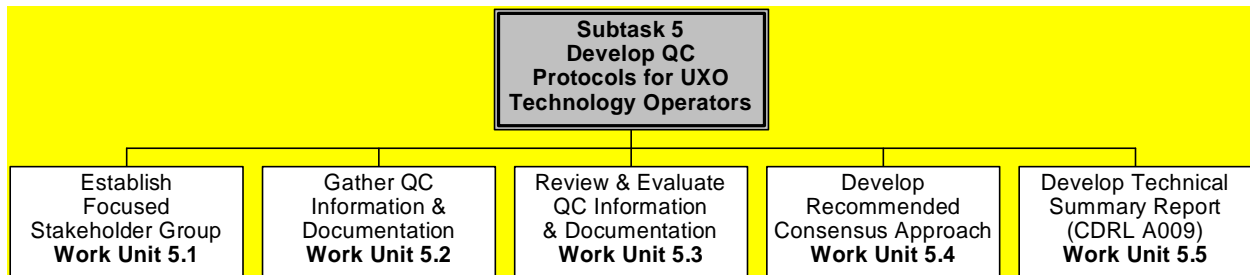 Subtask 5
Develop QC
Protocols for UXO
Technology Operators
Establish
Focused
Stakeholder Group
Work Unit 5.1
Gather QC
Information &
Documentation
Work Unit 5.2
Review & Evaluate
QC Information
& Documentation
Work Unit 5.3
Develop
Recommended
Consensus Approach
Work Unit 5.4
Develop Technical
Summary Report
(CDRL A009)
Work Unit 5.5